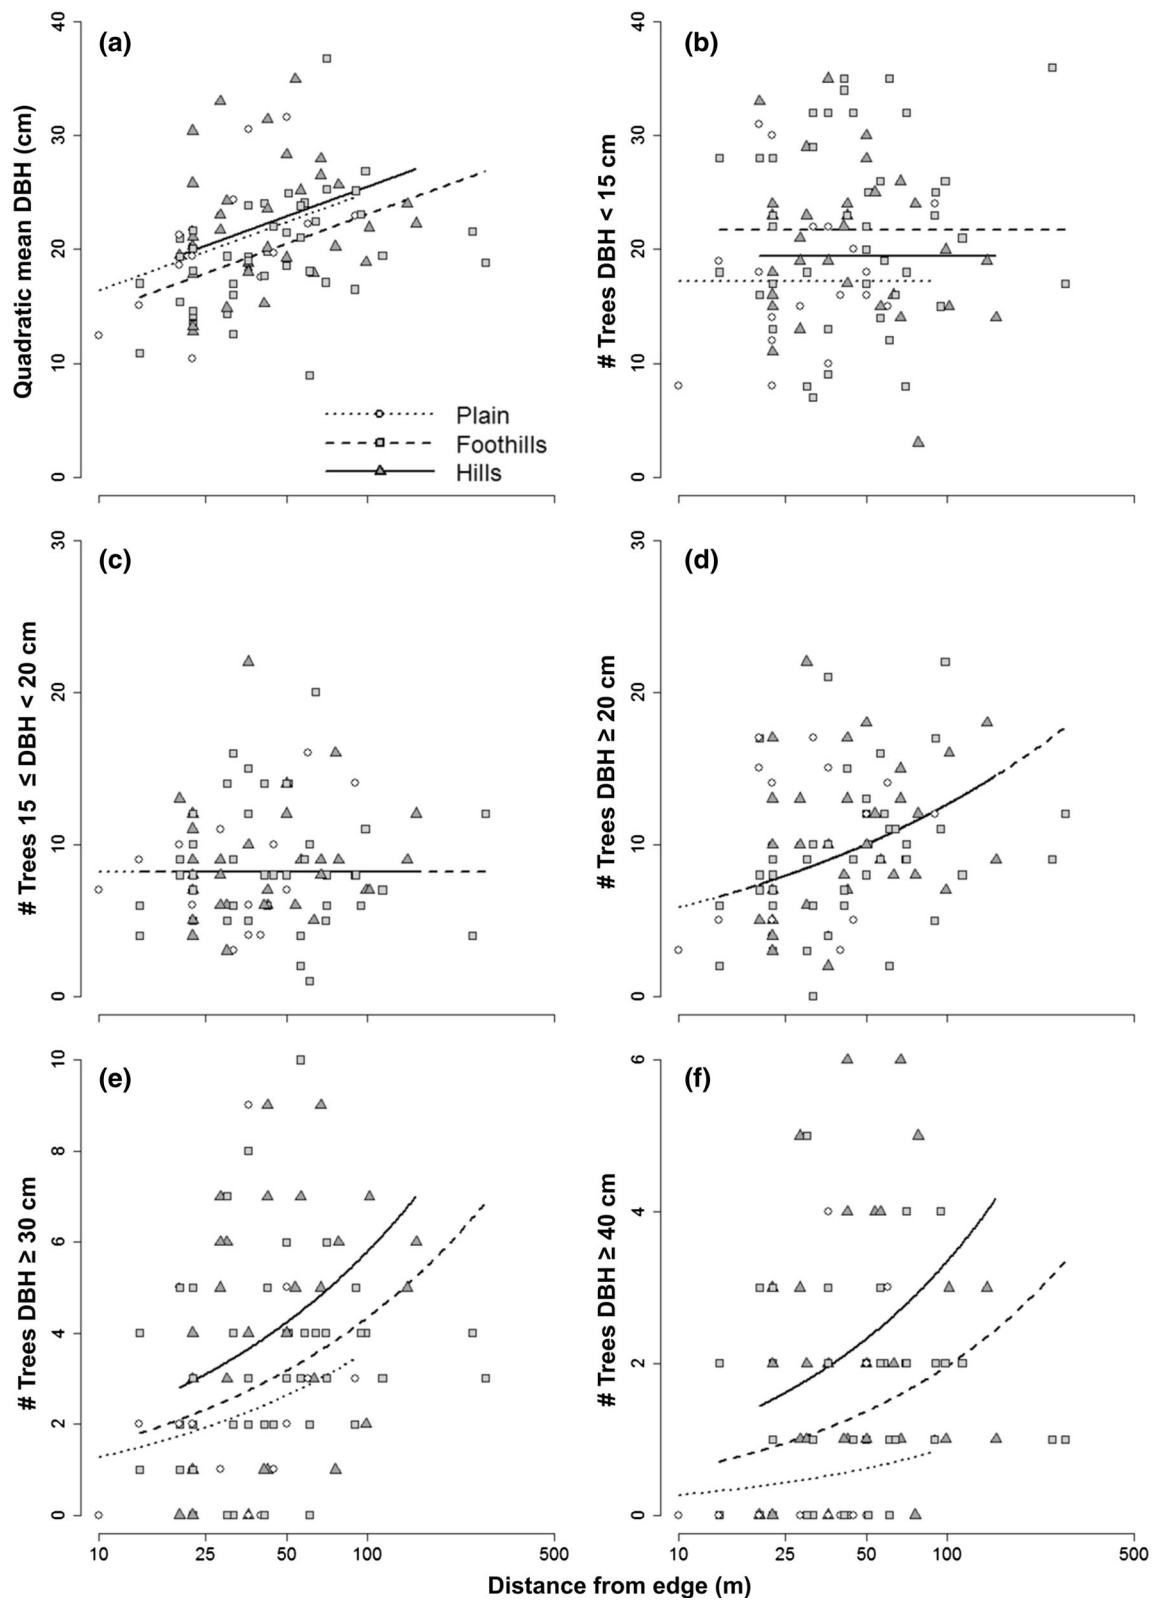 (a)
Quadratic mean DBH (cm)
0 10 20 30 40
Plain
Foothills
Hills
(b)
# Trees DBH < 15 cm
0 10 20 30 40
(c)
# Trees 15 ≤ DBH < 20 cm
0 10 20 30
(d)
# Trees DBH ≥ 20 cm
0 10 20 30
(e)
# Trees DBH ≥ 30 cm
0 2 4 6 8 10
10 25 50 100 500
(f)
# Trees DBH ≥ 40 cm
0 2 4 6
10 25 50 100 500
Distance from edge (m)